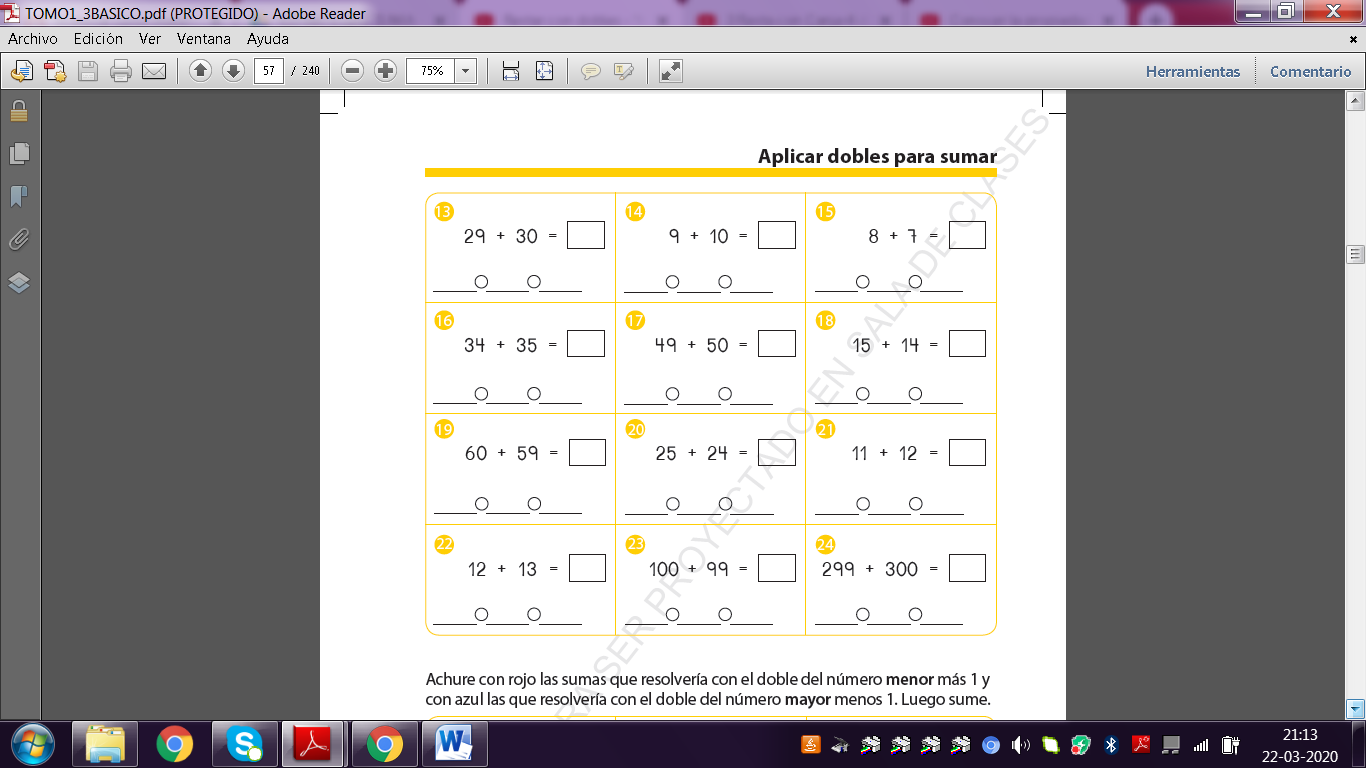 TOMO1_3BASICO.pdf (PROTEGIDO) - Adobe Reader
Archivo Edición Ver Ventana Ayuda
57 / 240 75% Herramientas Comentario
Aplicar dobles para sumar
13 14 15
29 + 30 = 9 + 10 = 8 + 7 =
16 17 18
34 + 35 = 49 + 50 = 15 + 14 =
19 20 21
60 + 59 = 25 + 24 = 11 + 12 =
22 23 24
12 + 13 = 100 + 99 = 299 + 300 =
Achure con rojo las sumas que resolvería con el doble del número menor más 1 y
con azul las que resolvería con el doble del número mayor menos 1. Luego sume.
RA SER PROYECTADO EN SALA DE CLASES
21:13
22-03-2020